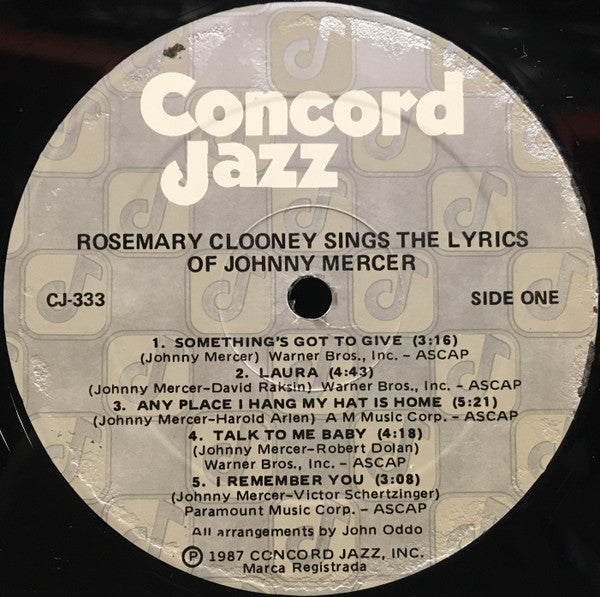 Concord
Jazz
ROSEMARY CLOONEY SINGS THE LYRICS
OF JOHNNY MERCER
CJ-333 SIDE ONE
1. SOMETHING'S GOT TO GIVE (3:16)
(Johnny Mercer) Warner Bros., Inc. – ASCAP
2. LAURA (4:43)
(Johnny Mercer–David Raksin) Warner Bros., Inc. – ASCAP
3. ANY PLACE I HANG MY HAT IS HOME (5:21)
(Johnny Mercer–Harold Arlen) A M Music Corp. – ASCAP
4. TALK TO ME BABY (4:18)
(Johnny Mercer–Robert Dolan)
Warner Bros., Inc. – ASCAP
5. I REMEMBER YOU (3:08)
(Johnny Mercer–Victor Schertzinger)
Paramount Music Corp. – ASCAP
All arrangements by John Oddo
Ⓟ 1987 CONCORD JAZZ, INC.
Marca Registrada